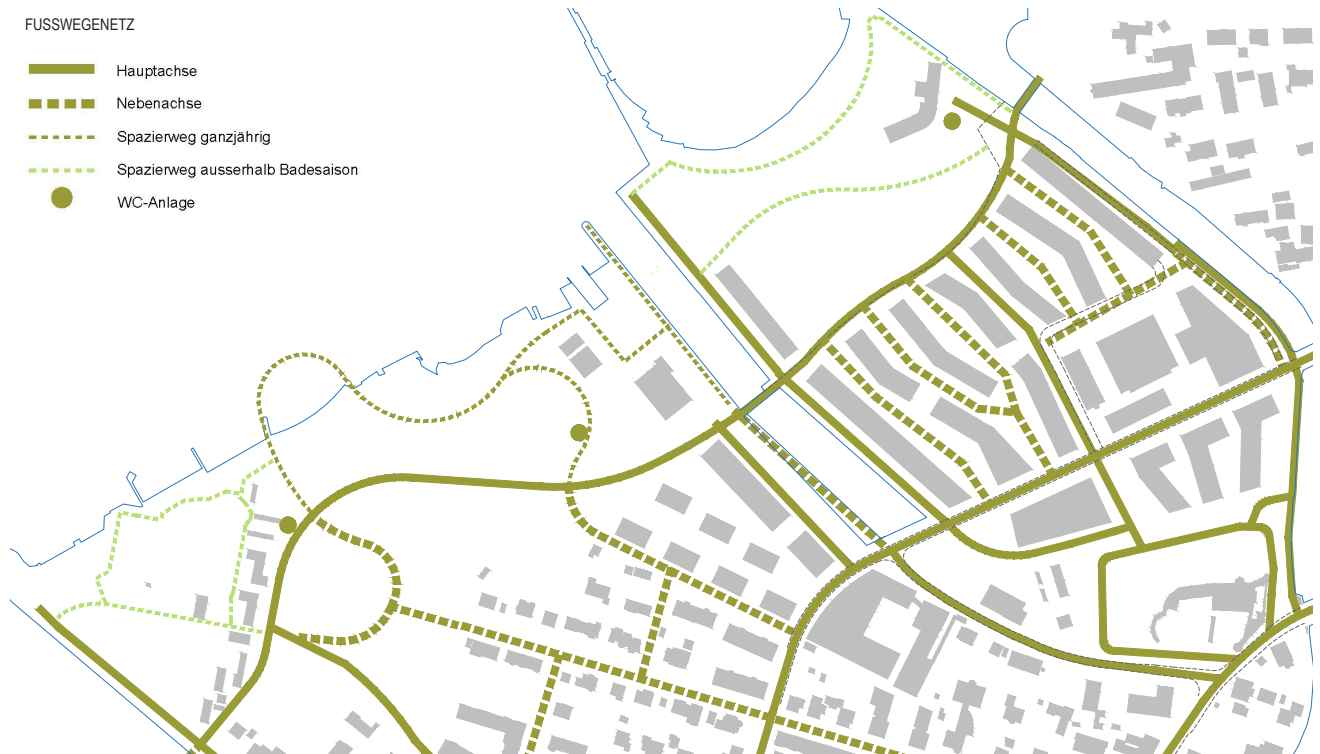 FUSSWEGENETZ
Hauptachse
Nebenachse
Spazierweg ganzjährig
Spazierweg ausserhalb Badesaison
WC-Anlage